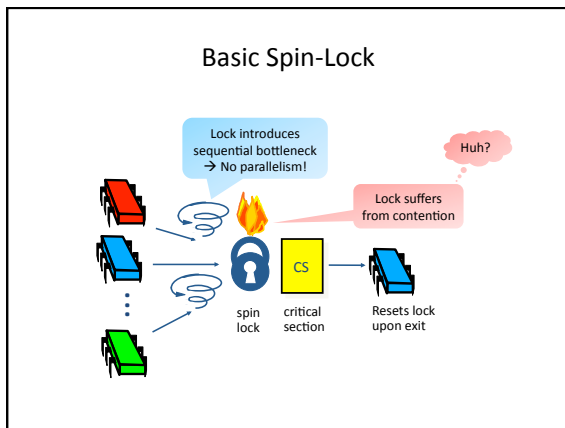 Basic Spin-Lock
Lock introduces
sequential bottleneck
→ No parallelism!
Huh?
Lock suffers
from contention
CS
spin
lock
critical
section
Resets lock
upon exit